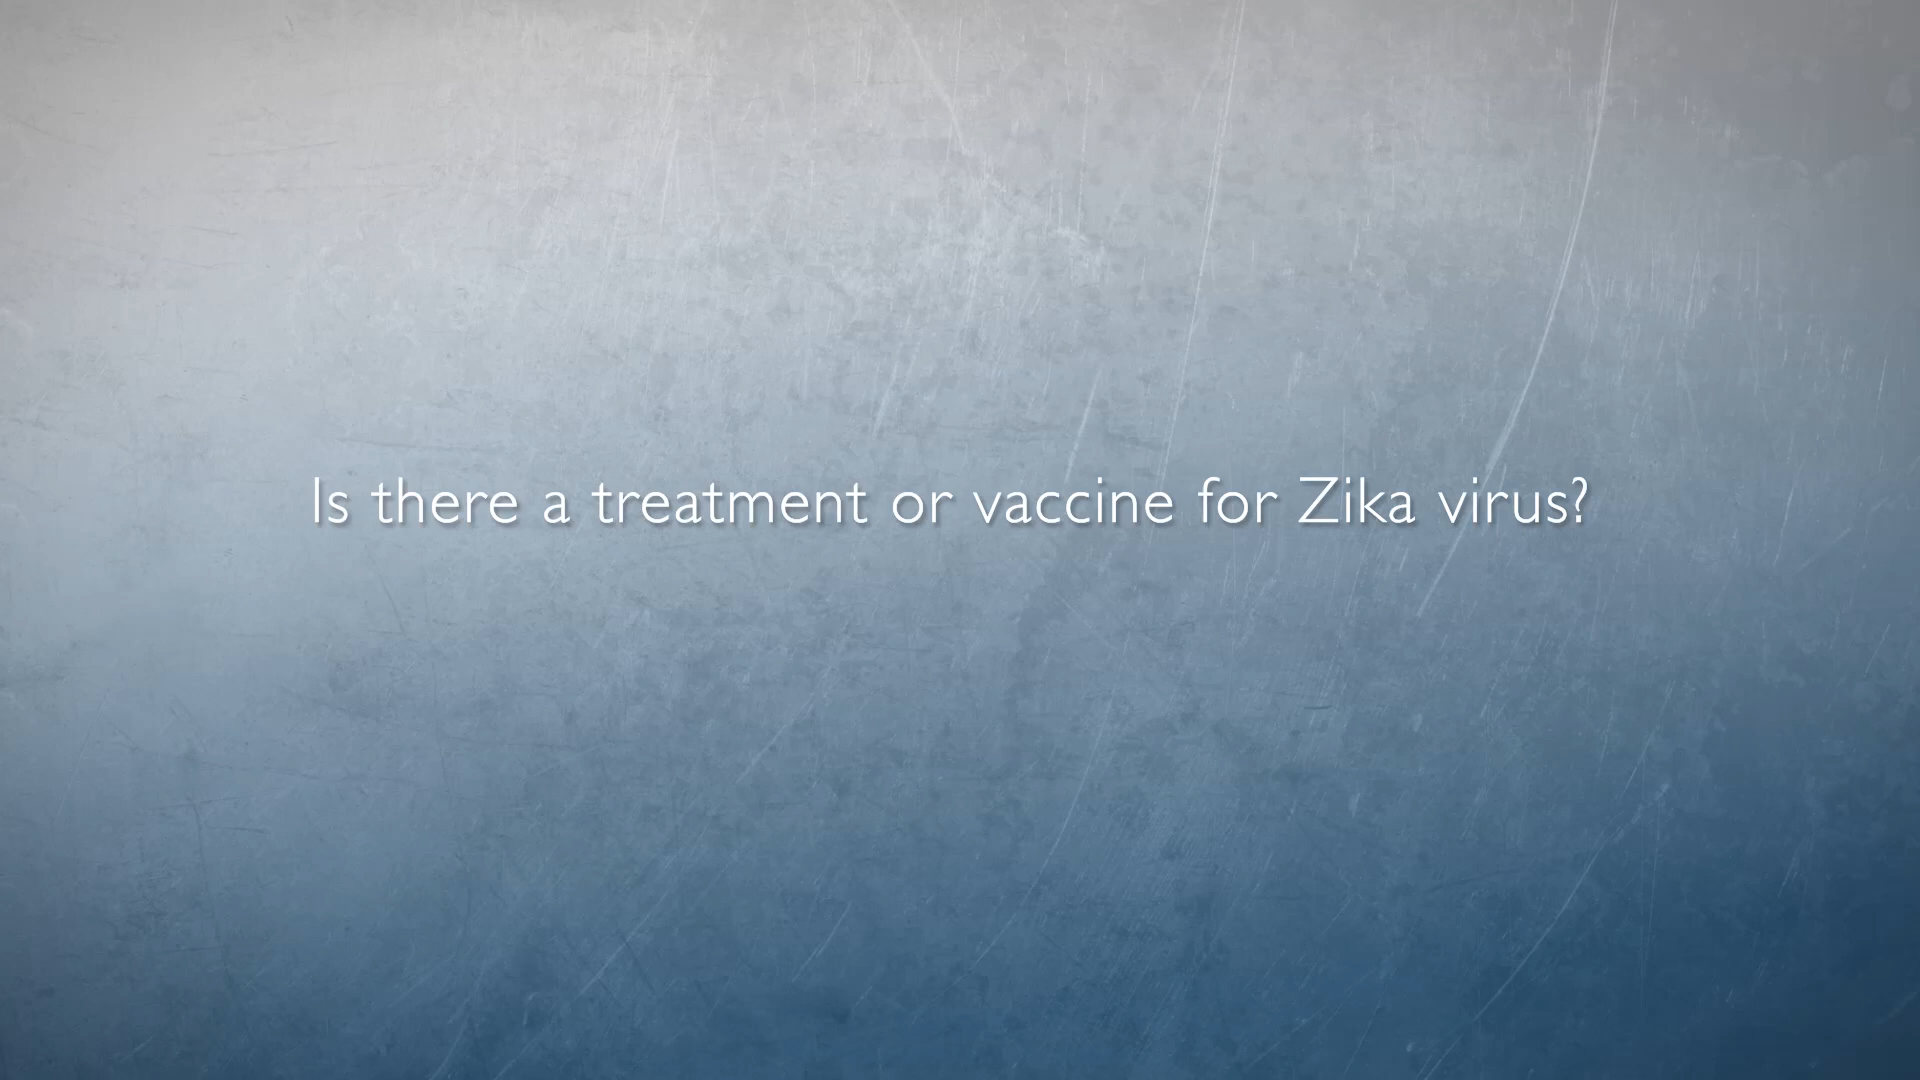 Is there a treatment or vaccine for Zika virus?